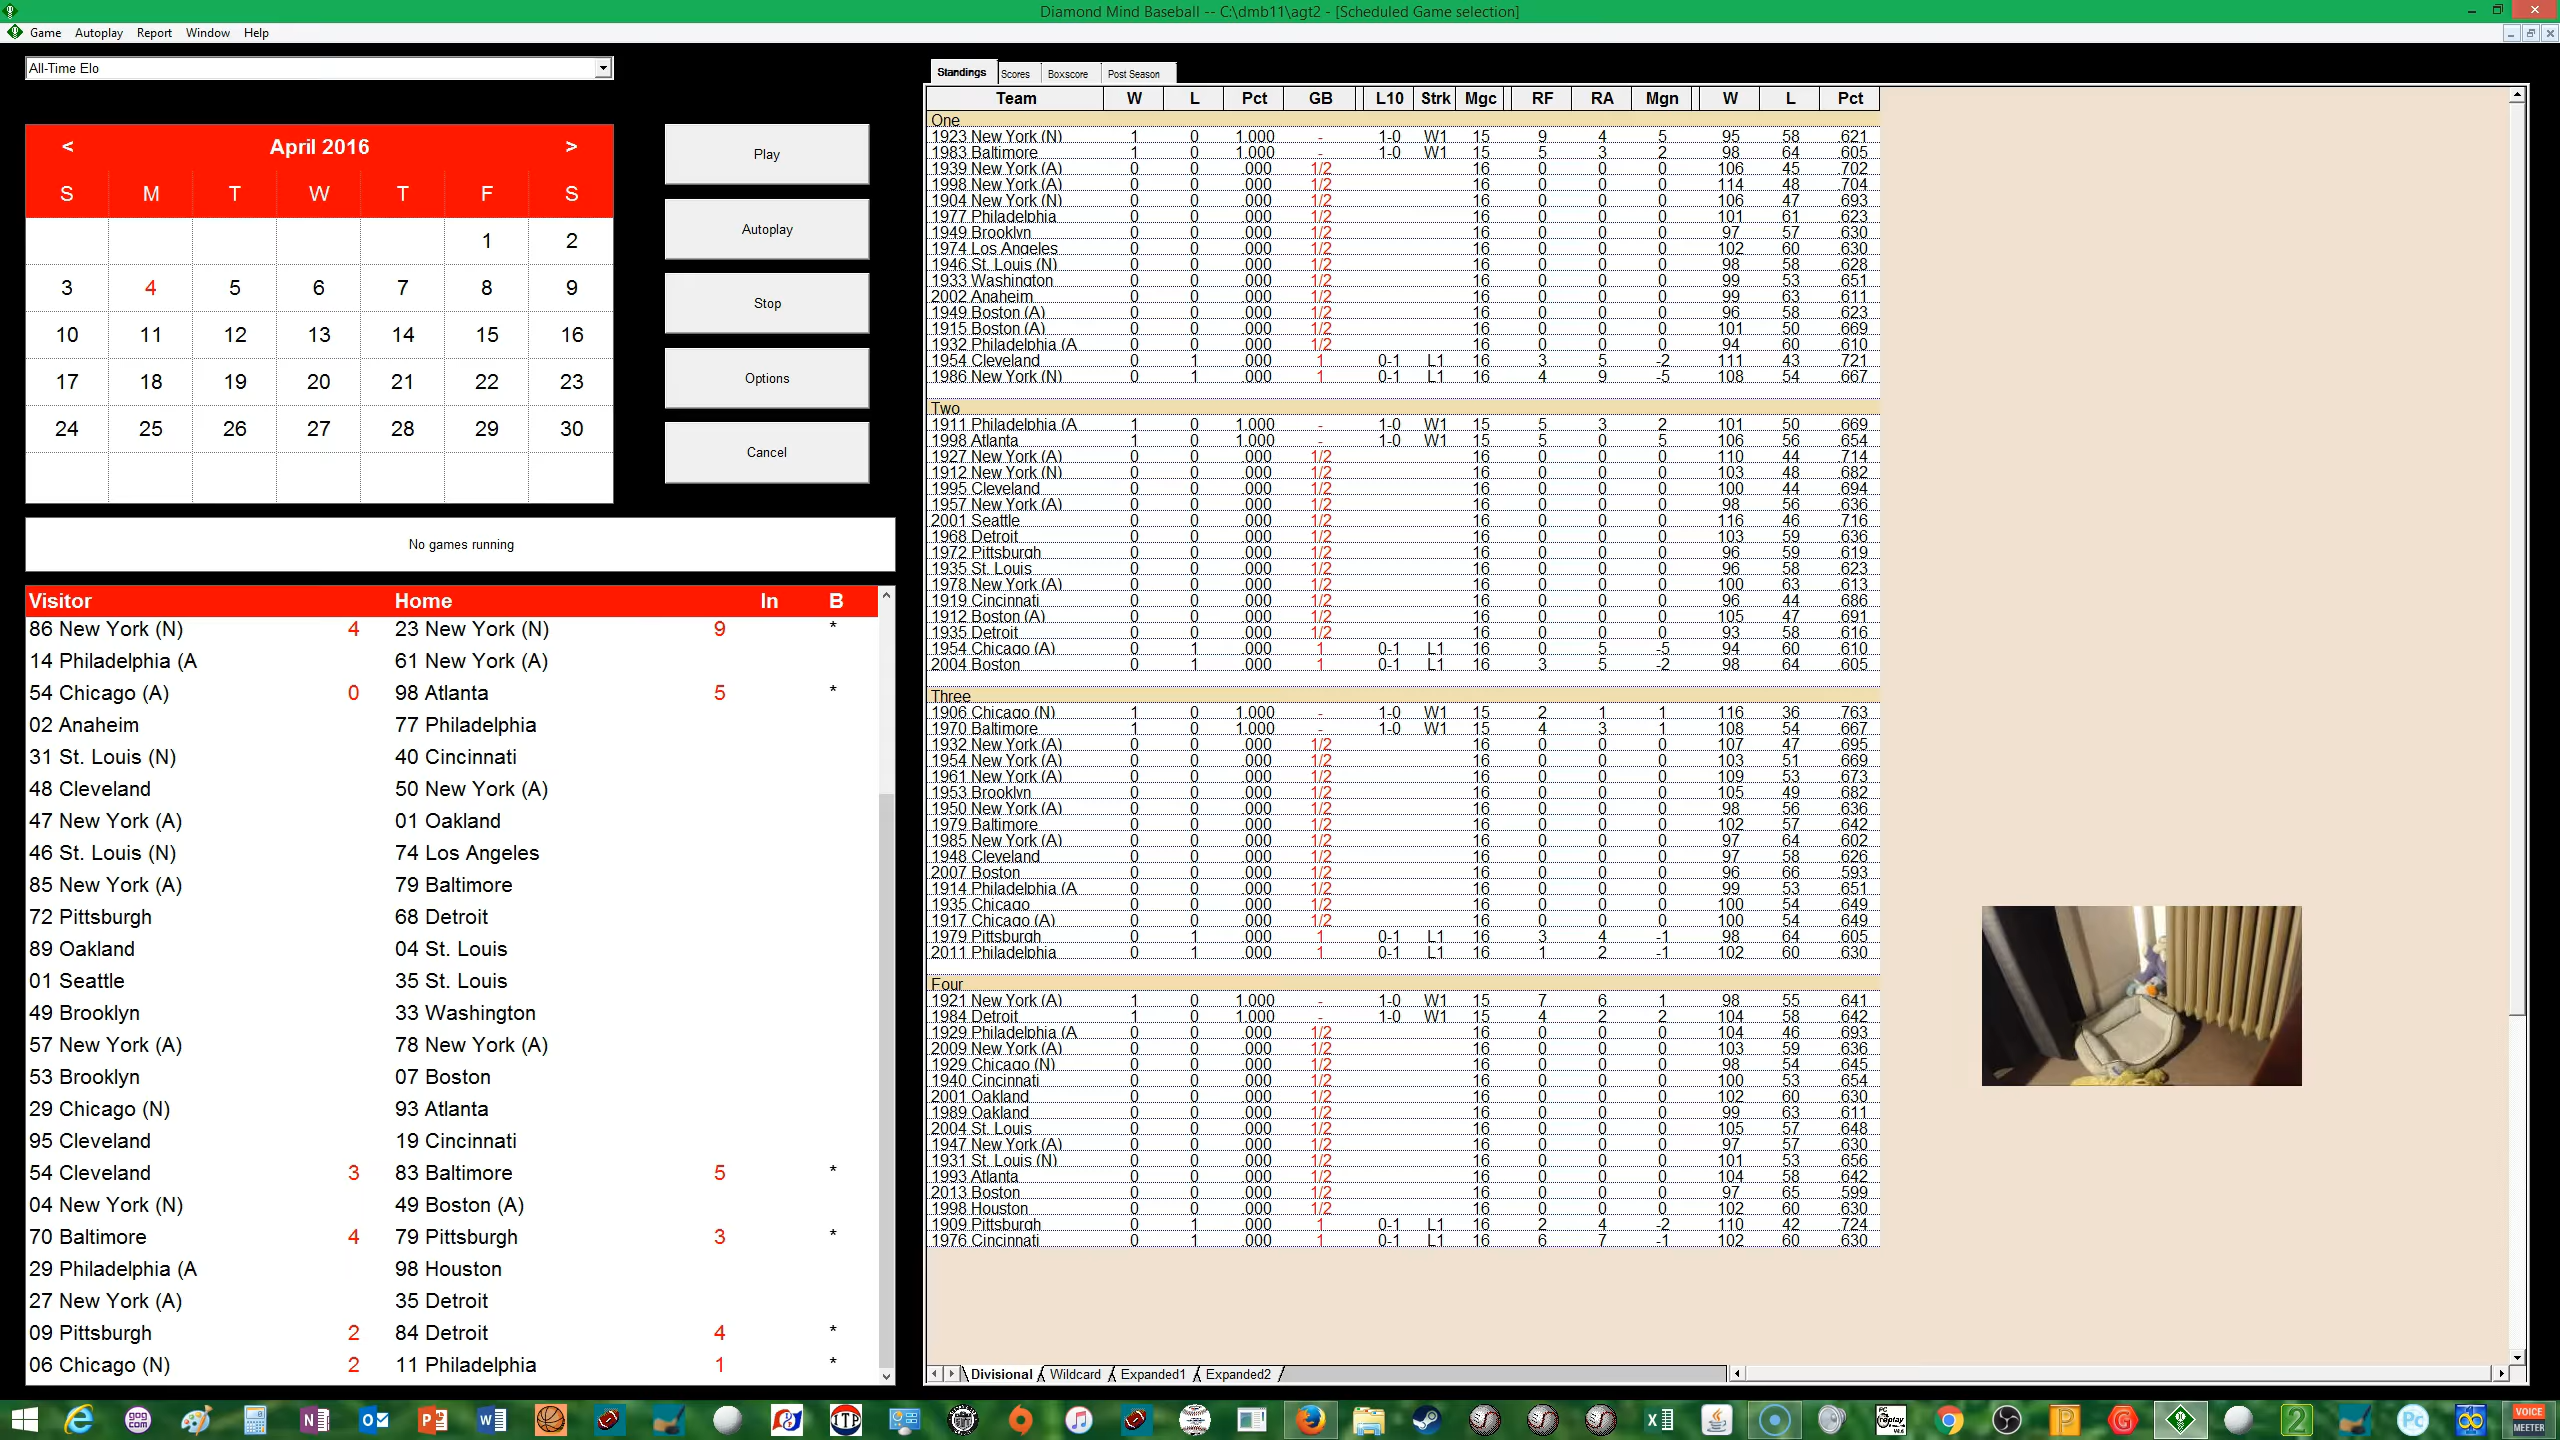 Diamond Mind Baseball -- C:\dmb11\agt2 - [Scheduled Game selection]
Game Autoplay Report Window Help
All-Time Elo
< April 2016 >
S M T W T F S
1 2
3 4 5 6 7 8 9
10 11 12 13 14 15 16
17 18 19 20 21 22 23
24 25 26 27 28 29 30
Play
Autoplay
Stop
Options
Cancel
No games running
Visitor Home In B
86 New York (N) 4 23 New York (N) 9 *
14 Philadelphia (A 61 New York (A)
54 Chicago (A) 0 98 Atlanta 5 *
02 Anaheim 77 Philadelphia
31 St. Louis (N) 40 Cincinnati
48 Cleveland 50 New York (A)
47 New York (A) 01 Oakland
46 St. Louis (N) 74 Los Angeles
85 New York (A) 79 Baltimore
72 Pittsburgh 68 Detroit
89 Oakland 04 St. Louis
01 Seattle 35 St. Louis
49 Brooklyn 33 Washington
57 New York (A) 78 New York (A)
53 Brooklyn 07 Boston
29 Chicago (N) 93 Atlanta
95 Cleveland 19 Cincinnati
54 Cleveland 3 83 Baltimore 5 *
04 New York (N) 49 Boston (A)
70 Baltimore 4 79 Pittsburgh 3 *
29 Philadelphia (A 98 Houston
27 New York (A) 35 Detroit
09 Pittsburgh 2 84 Detroit 4 *
06 Chicago (N) 2 11 Philadelphia 1 *
Standings Scores Boxscore Post Season
Team W L Pct GB L10 Strk Mgc RF RA Mgn W L Pct
One
1923 New York (N) 1 0 1.000 - 1-0 W1 15 9 4 5 95 58 .621
1983 Baltimore 1 0 1.000 - 1-0 W1 15 5 3 2 98 64 .605
1939 New York (A) 0 0 .000 1/2 16 0 0 0 106 45 .702
1998 New York (A) 0 0 .000 1/2 16 0 0 0 114 48 .704
1904 New York (N) 0 0 .000 1/2 16 0 0 0 106 47 .693
1977 Philadelphia 0 0 .000 1/2 16 0 0 0 101 61 .623
1949 Brooklyn 0 0 .000 1/2 16 0 0 0 97 57 .630
1974 Los Angeles 0 0 .000 1/2 16 0 0 0 102 60 .630
1946 St. Louis (N) 0 0 .000 1/2 16 0 0 0 98 58 .628
1933 Washington 0 0 .000 1/2 16 0 0 0 99 53 .651
2002 Anaheim 0 0 .000 1/2 16 0 0 0 99 63 .611
1949 Boston (A) 0 0 .000 1/2 16 0 0 0 96 58 .623
1915 Boston (A) 0 0 .000 1/2 16 0 0 0 101 50 .669
1932 Philadelphia (A 0 0 .000 1/2 16 0 0 0 94 60 .610
1954 Cleveland 0 1 .000 1 0-1 L1 16 3 5 -2 111 43 .721
1986 New York (N) 0 1 .000 1 0-1 L1 16 4 9 -5 108 54 .667
Two
1911 Philadelphia (A 1 0 1.000 - 1-0 W1 15 5 3 2 101 50 .669
1998 Atlanta 1 0 1.000 - 1-0 W1 15 5 0 5 106 56 .654
1927 New York (A) 0 0 .000 1/2 16 0 0 0 110 44 .714
1912 New York (N) 0 0 .000 1/2 16 0 0 0 103 48 .682
1995 Cleveland 0 0 .000 1/2 16 0 0 0 100 44 .694
1957 New York (A) 0 0 .000 1/2 16 0 0 0 98 56 .636
2001 Seattle 0 0 .000 1/2 16 0 0 0 116 46 .716
1968 Detroit 0 0 .000 1/2 16 0 0 0 103 59 .636
1972 Pittsburgh 0 0 .000 1/2 16 0 0 0 96 59 .619
1935 St. Louis 0 0 .000 1/2 16 0 0 0 96 58 .623
1978 New York (A) 0 0 .000 1/2 16 0 0 0 100 63 .613
1919 Cincinnati 0 0 .000 1/2 16 0 0 0 96 44 .686
1912 Boston (A) 0 0 .000 1/2 16 0 0 0 105 47 .691
1935 Detroit 0 0 .000 1/2 16 0 0 0 93 58 .616
1954 Chicago (A) 0 1 .000 1 0-1 L1 16 0 5 -5 94 60 .610
2004 Boston 0 1 .000 1 0-1 L1 16 3 5 -2 98 64 .605
Three
1906 Chicago (N) 1 0 1.000 - 1-0 W1 15 2 1 1 116 36 .763
1970 Baltimore 1 0 1.000 - 1-0 W1 15 4 3 1 108 54 .667
1932 New York (A) 0 0 .000 1/2 16 0 0 0 107 47 .695
1954 New York (A) 0 0 .000 1/2 16 0 0 0 103 51 .669
1961 New York (A) 0 0 .000 1/2 16 0 0 0 109 53 .673
1953 Brooklyn 0 0 .000 1/2 16 0 0 0 105 49 .682
1950 New York (A) 0 0 .000 1/2 16 0 0 0 98 56 .636
1979 Baltimore 0 0 .000 1/2 16 0 0 0 102 57 .642
1985 New York (A) 0 0 .000 1/2 16 0 0 0 97 64 .602
1948 Cleveland 0 0 .000 1/2 16 0 0 0 97 58 .626
2007 Boston 0 0 .000 1/2 16 0 0 0 96 66 .593
1914 Philadelphia (A 0 0 .000 1/2 16 0 0 0 99 53 .651
1935 Chicago 0 0 .000 1/2 16 0 0 0 100 54 .649
1917 Chicago (A) 0 0 .000 1/2 16 0 0 0 100 54 .649
1979 Pittsburgh 0 1 .000 1 0-1 L1 16 3 4 -1 98 64 .605
2011 Philadelphia 0 1 .000 1 0-1 L1 16 1 2 -1 102 60 .630
Four
1921 New York (A) 1 0 1.000 - 1-0 W1 15 7 6 1 98 55 .641
1984 Detroit 1 0 1.000 - 1-0 W1 15 4 2 2 104 58 .642
1929 Philadelphia (A 0 0 .000 1/2 16 0 0 0 104 46 .693
2009 New York (A) 0 0 .000 1/2 16 0 0 0 103 59 .636
1929 Chicago (N) 0 0 .000 1/2 16 0 0 0 98 54 .645
1940 Cincinnati 0 0 .000 1/2 16 0 0 0 100 53 .654
2001 Oakland 0 0 .000 1/2 16 0 0 0 102 60 .630
1989 Oakland 0 0 .000 1/2 16 0 0 0 99 63 .611
2004 St. Louis 0 0 .000 1/2 16 0 0 0 105 57 .648
1947 New York (A) 0 0 .000 1/2 16 0 0 0 97 57 .630
1931 St. Louis (N) 0 0 .000 1/2 16 0 0 0 101 53 .656
1993 Atlanta 0 0 .000 1/2 16 0 0 0 104 58 .642
2013 Boston 0 0 .000 1/2 16 0 0 0 97 65 .599
1998 Houston 0 0 .000 1/2 16 0 0 0 102 60 .630
1909 Pittsburgh 0 1 .000 1 0-1 L1 16 2 4 -2 110 42 .724
1976 Cincinnati 0 1 .000 1 0-1 L1 16 6 7 -1 102 60 .630
Divisional Wildcard Expanded1 Expanded2
gog com
ITP
VOICE
MEETER